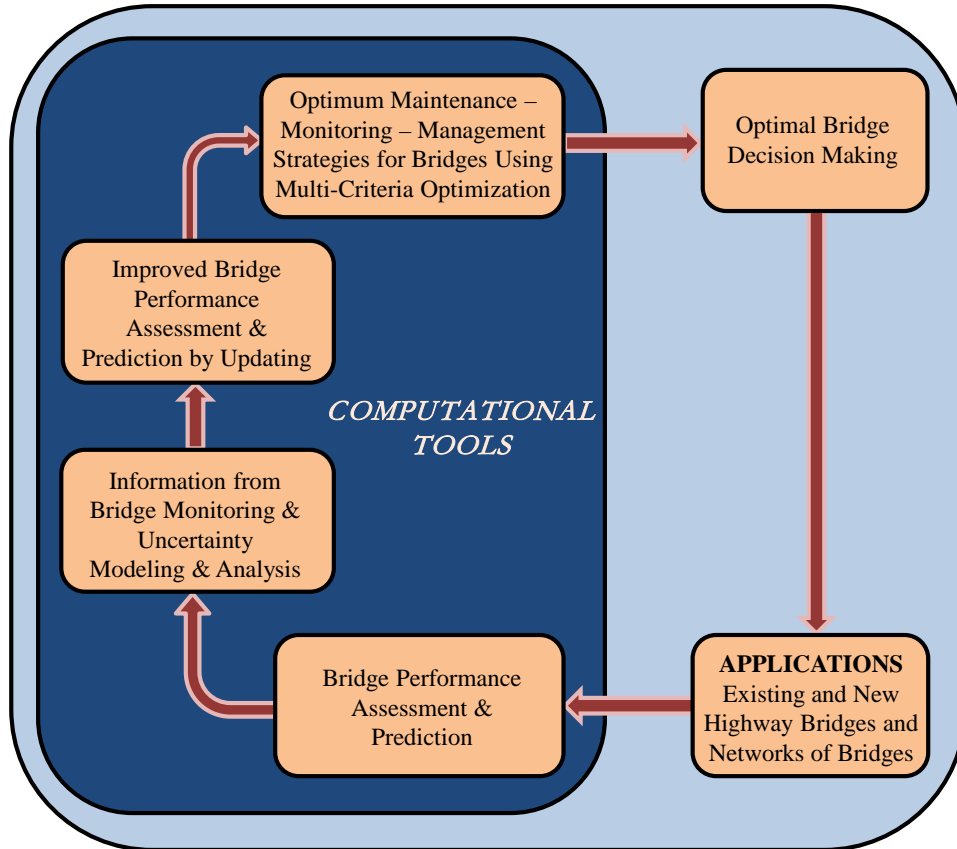 Optimum Maintenance –
Monitoring – Management
Strategies for Bridges Using
Multi-Criteria Optimization
Optimal Bridge
Decision Making
Improved Bridge
Performance
Assessment &
Prediction by Updating
COMPUTATIONAL
TOOLS
Information from
Bridge Monitoring &
Uncertainty
Modeling & Analysis
Bridge Performance
Assessment &
Prediction
APPLICATIONS
Existing and New
Highway Bridges and
Networks of Bridges